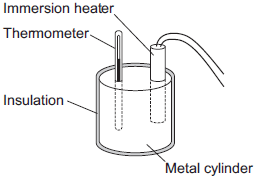 Immersion heater
Thermometer
Insulation
Metal cylinder